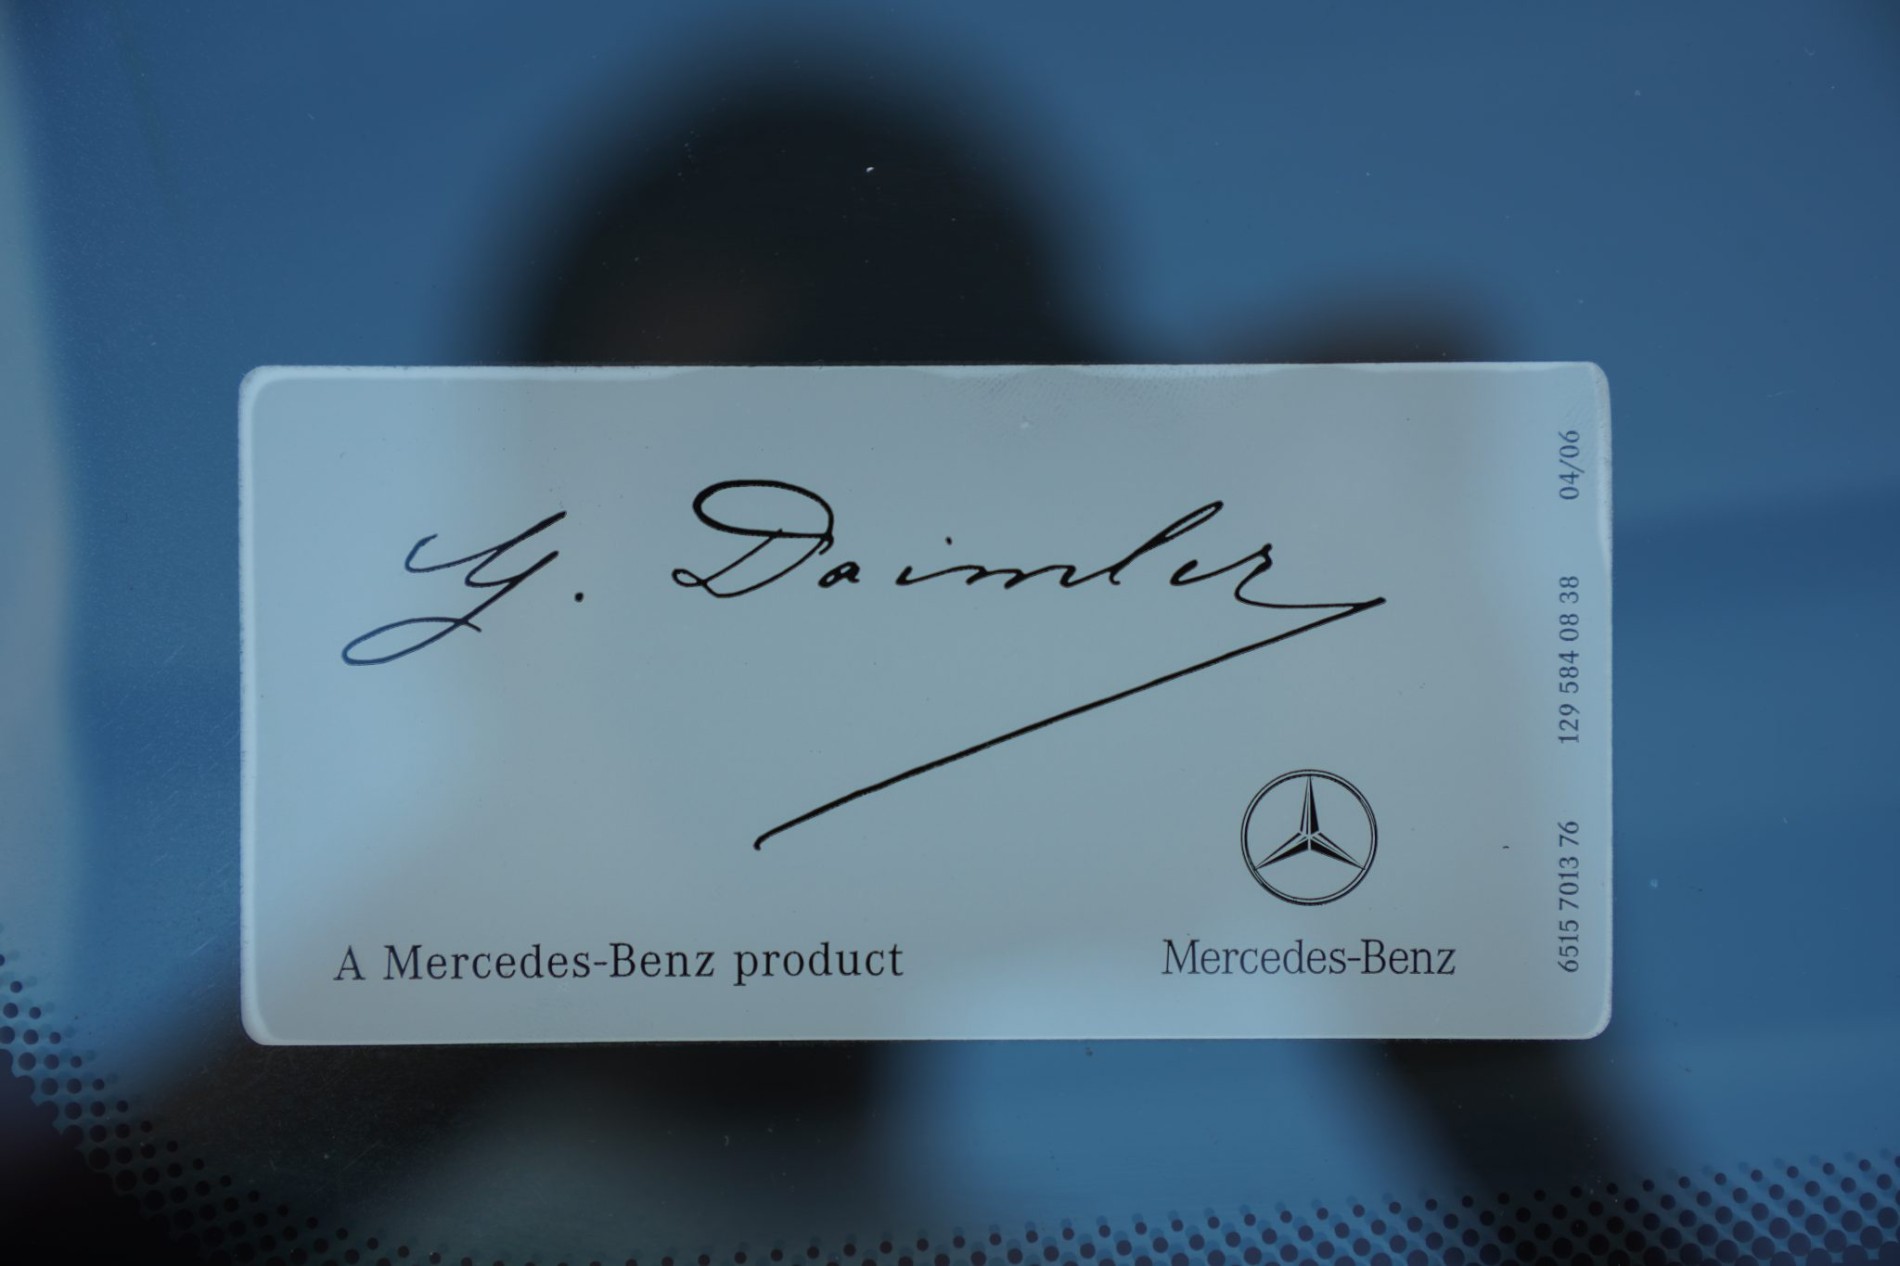 G. Daimler
A Mercedes-Benz product
Mercedes-Benz
6515 7013 76 129 584 08 38 04/06